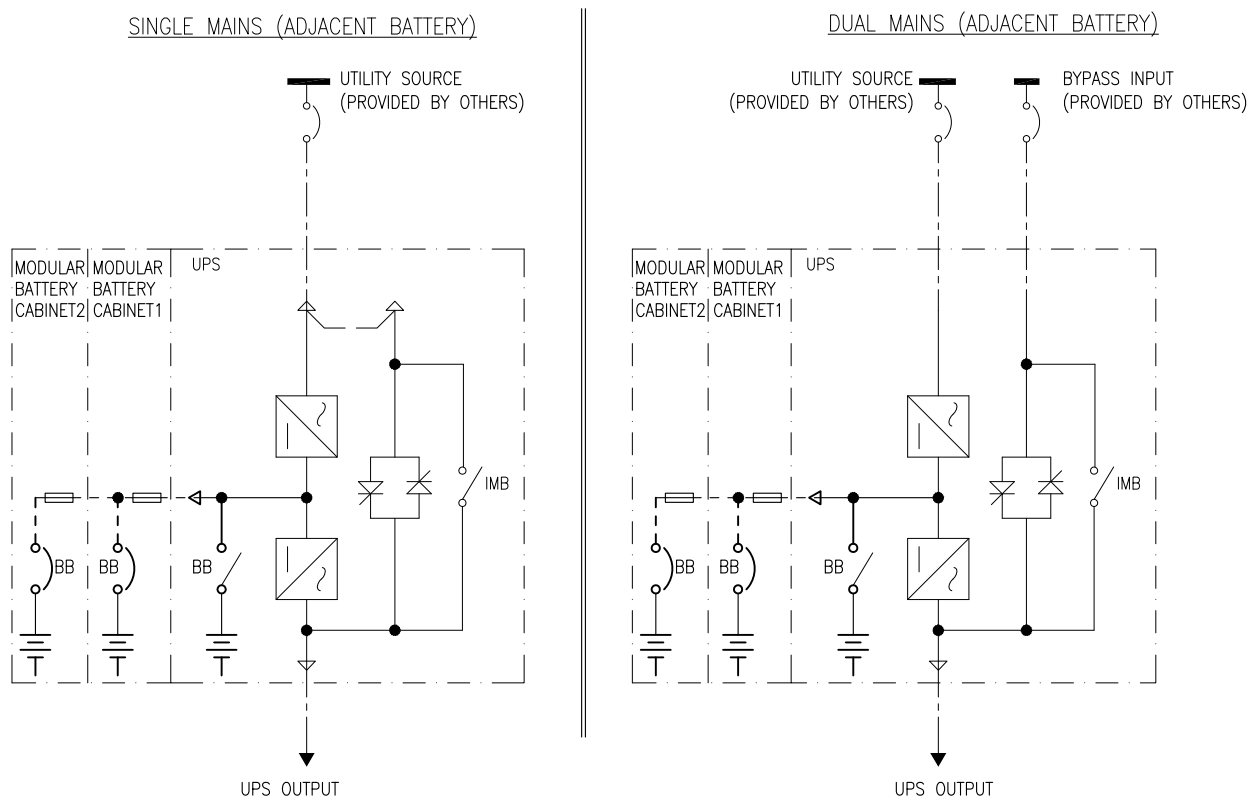 SINGLE MAINS (ADJACENT BATTERY)
UTILITY SOURCE
(PROVIDED BY OTHERS)
MODULAR
BATTERY
CABINET2
MODULAR
BATTERY
CABINET1
UPS
IMB
BB
BB
BB
UPS OUTPUT
DUAL MAINS (ADJACENT BATTERY)
UTILITY SOURCE
(PROVIDED BY OTHERS)
BYPASS INPUT
(PROVIDED BY OTHERS)
MODULAR
BATTERY
CABINET2
MODULAR
BATTERY
CABINET1
UPS
IMB
BB
BB
BB
UPS OUTPUT